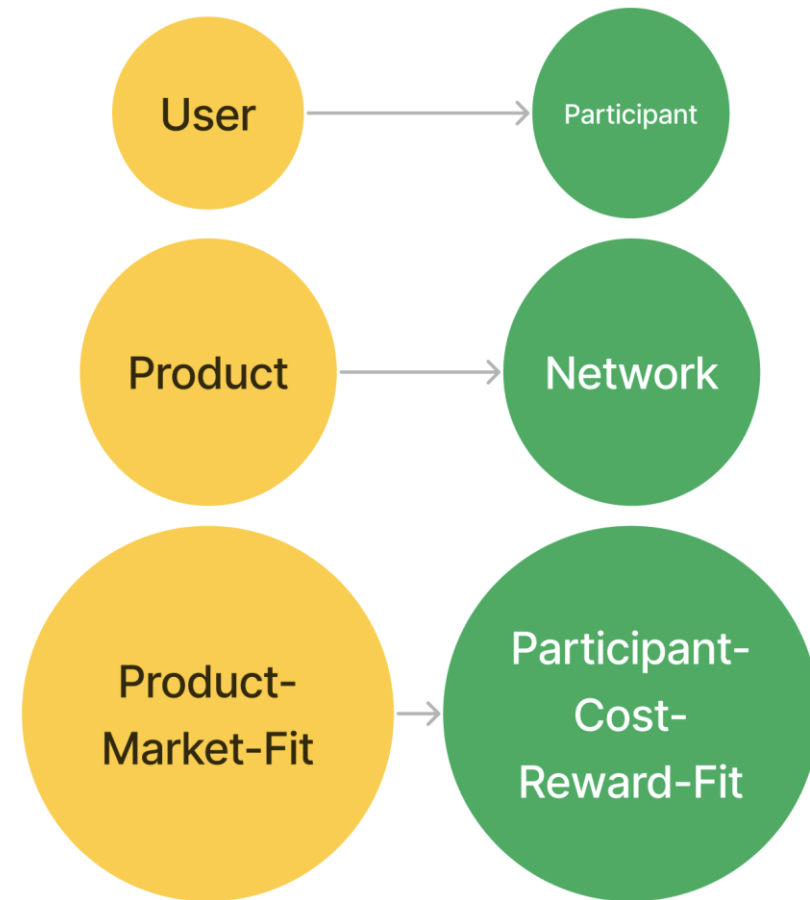 User
Participant
Product
Network
Product-
Market-Fit
Participant-
Cost-
Reward-Fit